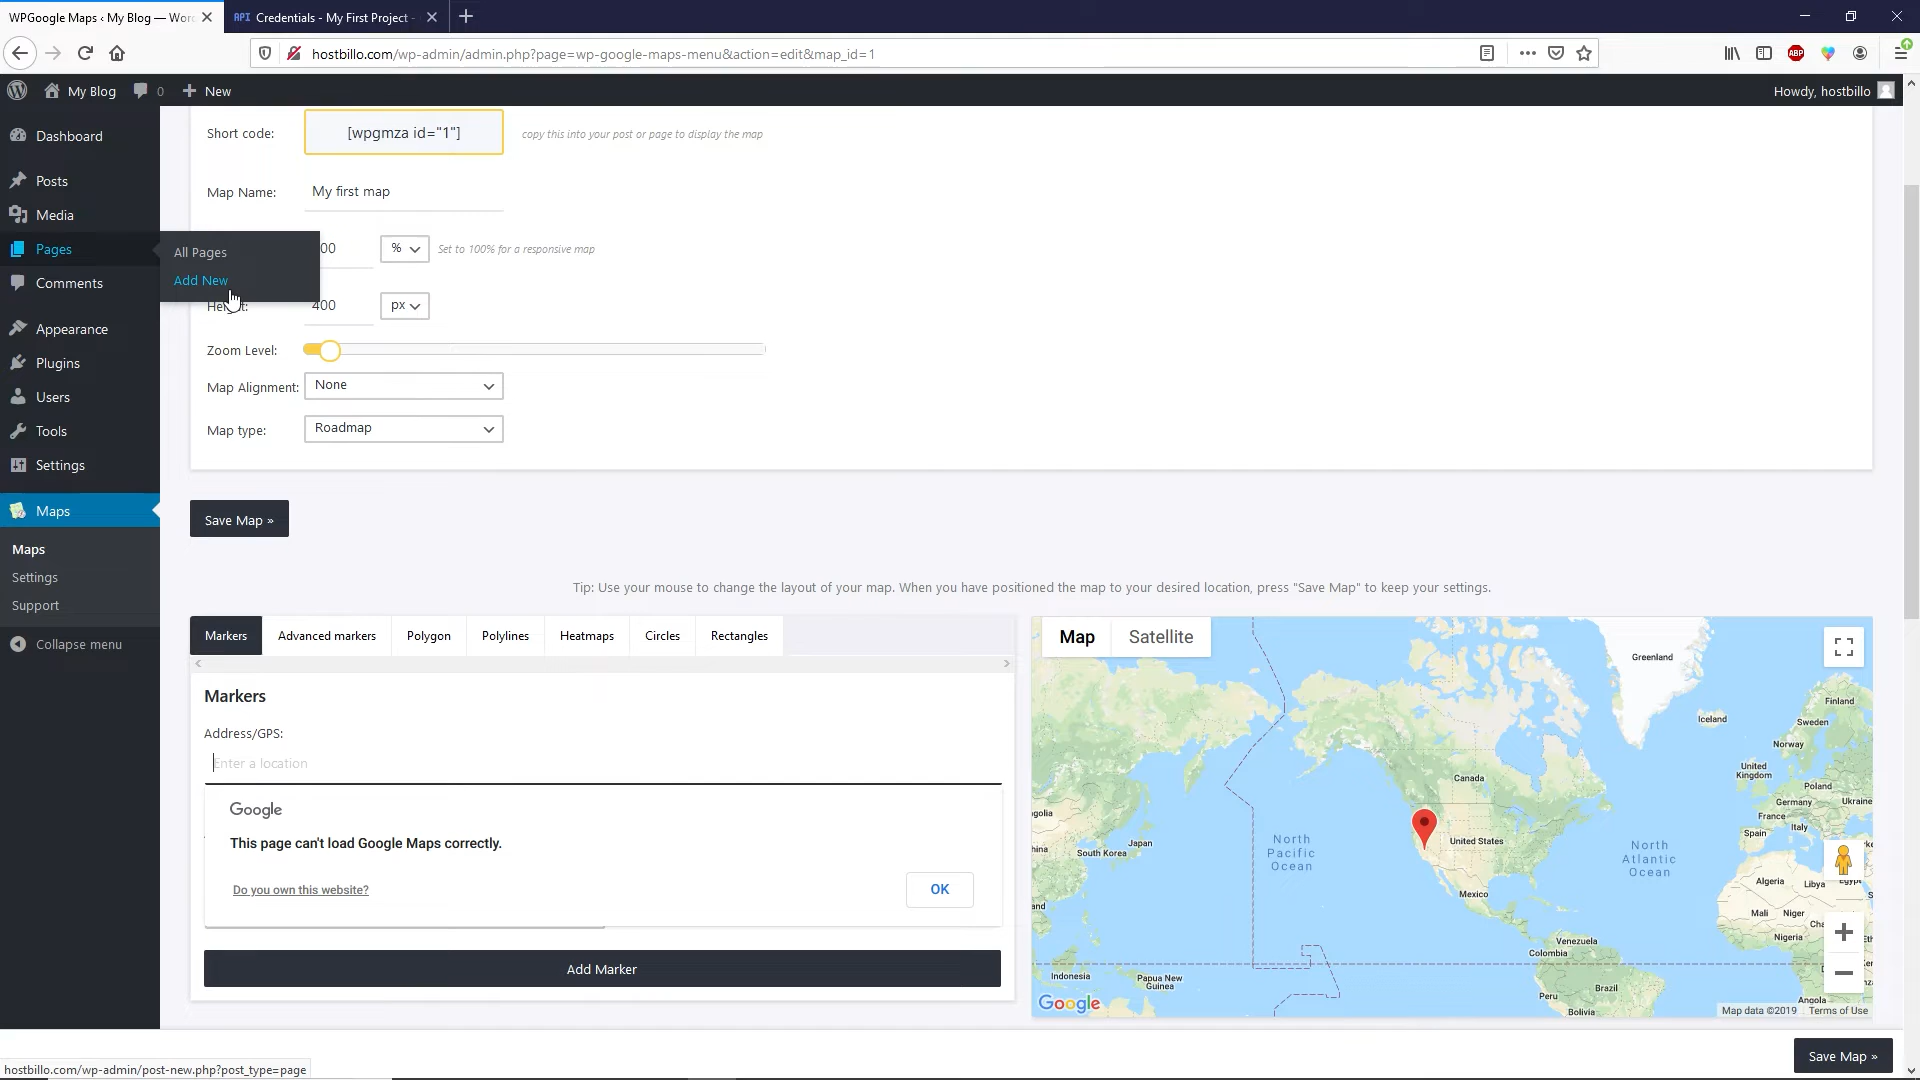 WPGoogle Maps ‹ My Blog — Wor
API Credentials - My First Project -
hostbillo.com/wp-admin/admin.php?page=wp-google-maps-menu&action=edit&map_id=1
ABP
My Blog
0
New
Howdy, hostbillo
Dashboard
Posts
Media
Pages
All Pages
Add New
Comments
Appearance
Plugins
Users
Tools
Settings
Maps
Maps
Settings
Support
Collapse menu
Short code:
[wpgmza id="1"]
copy this into your post or page to display the map
Map Name:
My first map
00
%
Set to 100% for a responsive map
Height:
400
px
Zoom Level:
Map Alignment:
None
Map type:
Roadmap
Save Map »
Tip: Use your mouse to change the layout of your map. When you have positioned the map to your desired location, press "Save Map" to keep your settings.
Markers
Advanced markers
Polygon
Polylines
Heatmaps
Circles
Rectangles
Markers
Address/GPS:
Enter a location
Google
This page can't load Google Maps correctly.
Do you own this website?
OK
Add Marker
Map
Satellite
Greenland
Finland
Iceland
Sweden
Norway
United
Kingdom
Canada
Poland
ngolia
Germany
Ukraine
France
Japan
North
Pacific
Ocean
United States
Italy
Spain
hina
South Korea
North
Atlantic
Ocean
Algeria
Libya
Mexico
and
Mali
Niger
Cha
Nigeria
Venezuela
Colombia
Indonesia
Papua New
Guinea
Peru
Brazil
Bolivia
Angola
Google
Map data ©2019
Terms of Use
Save Map »
hostbillo.com/wp-admin/post-new.php?post_type=page